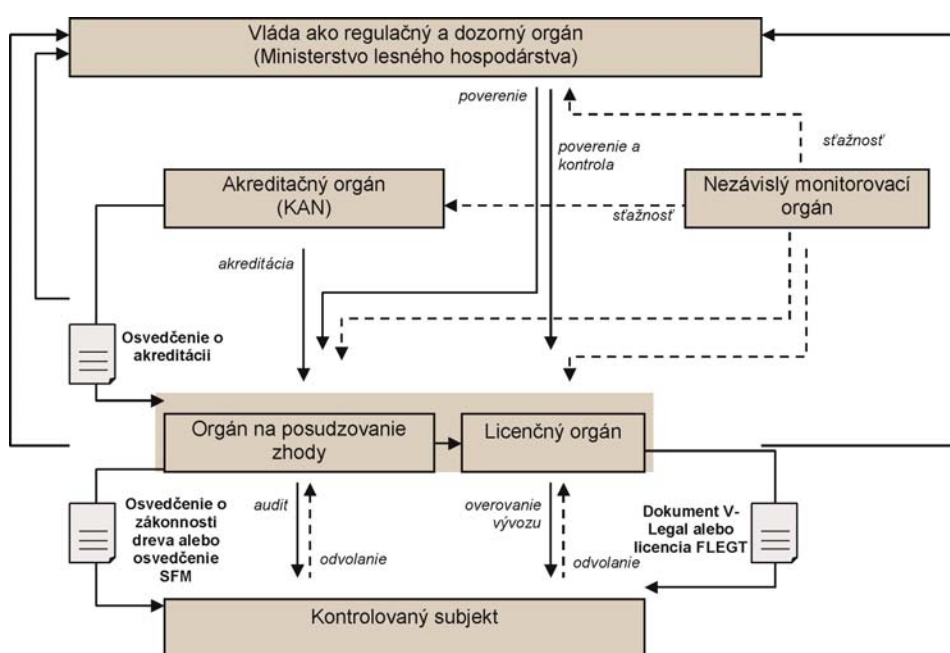 Vláda ako regulačný a dozorný orgán
(Ministerstvo lesného hospodárstva)
poverenie
poverenie a
kontrola
sťažnosť
Akreditačný orgán
(KAN)
sťažnosť
Nezávislý monitorovací
orgán
akreditácia
Osvedčenie o
akreditácii
Orgán na posudzovanie
zhody
Licenčný orgán
Osvedčenie o
zákonnosti
dreva alebo
osvedčenie
SFM
audit
odvolanie
overovanie
vývozu
odvolanie
Dokument V-
Legal alebo
licencia FLEGT
Kontrolovaný subjekt